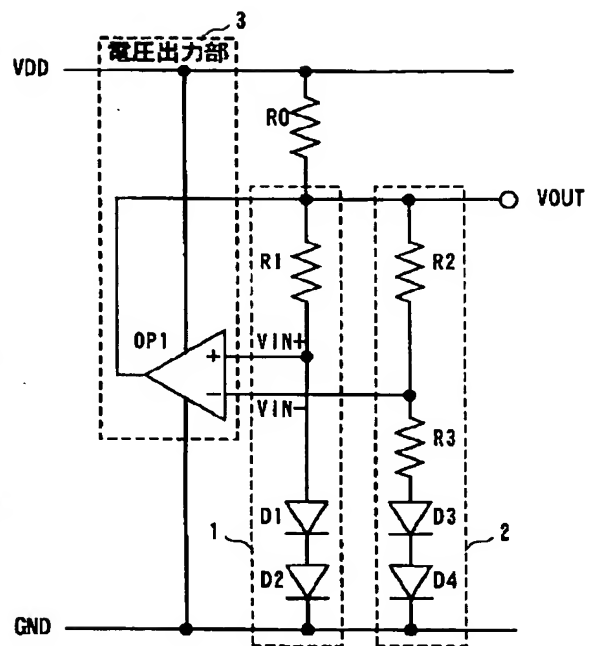 3
電圧出力部
VDD
R0
VOUT
R1
R2
OP1
VIN+
+
−
VIN-
R3
1
D1
D3
2
D2
D4
GND